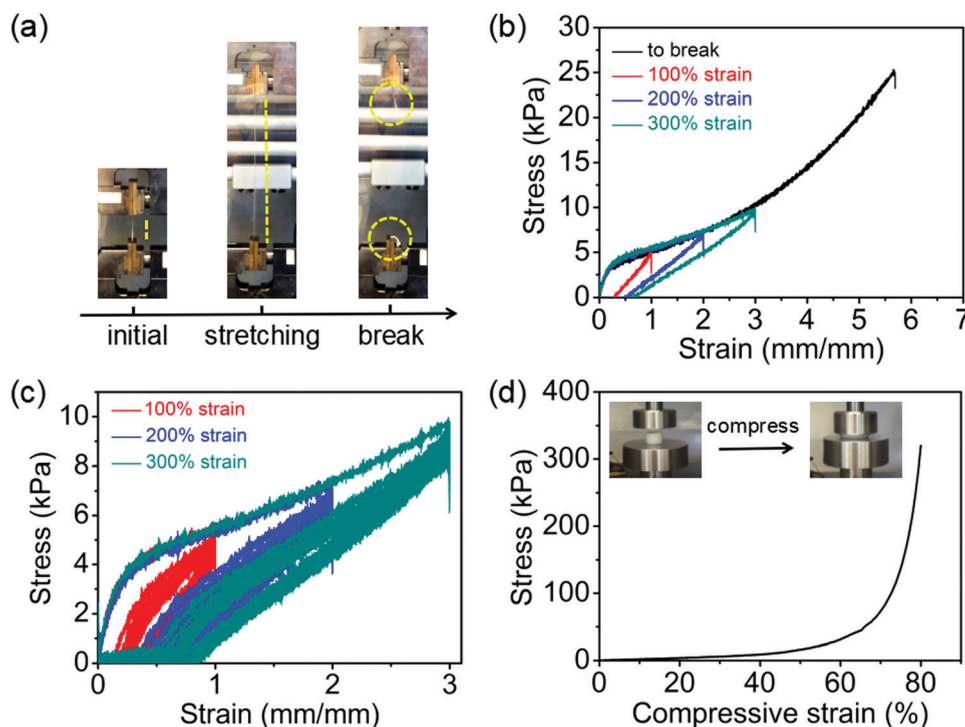 (a)
initial
stretching
break
(b)
Stress (kPa)
30
25
20
15
10
5
0
to break
100% strain
200% strain
300% strain
0 1 2 3 4 5 6 7
Strain (mm/mm)
(c)
Stress (kPa)
10
8
6
4
2
0
100% strain
200% strain
300% strain
0 1 2 3
Strain (mm/mm)
(d)
Stress (kPa)
400
300
200
100
0
compress
0 20 40 60 80
Compressive strain (%)